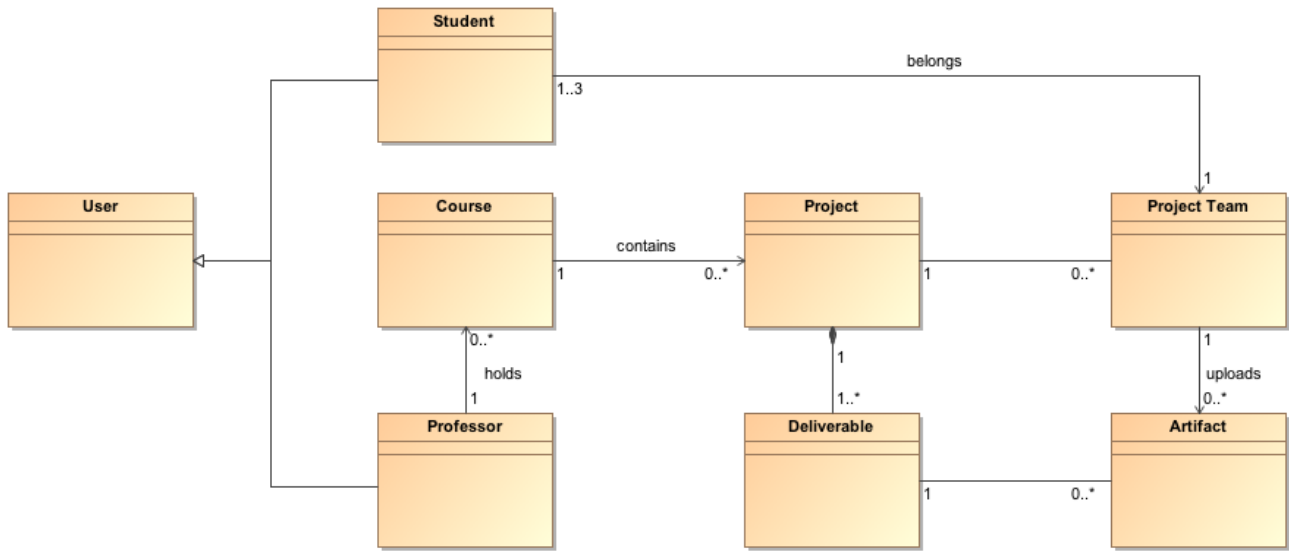 Student
belongs
1..3
1
User
Course
Project
Project Team
contains
1
0..*
1
0..*
0..*
1
1
holds
uploads
1
1..*
0..*
Professor
Deliverable
Artifact
1
0..*